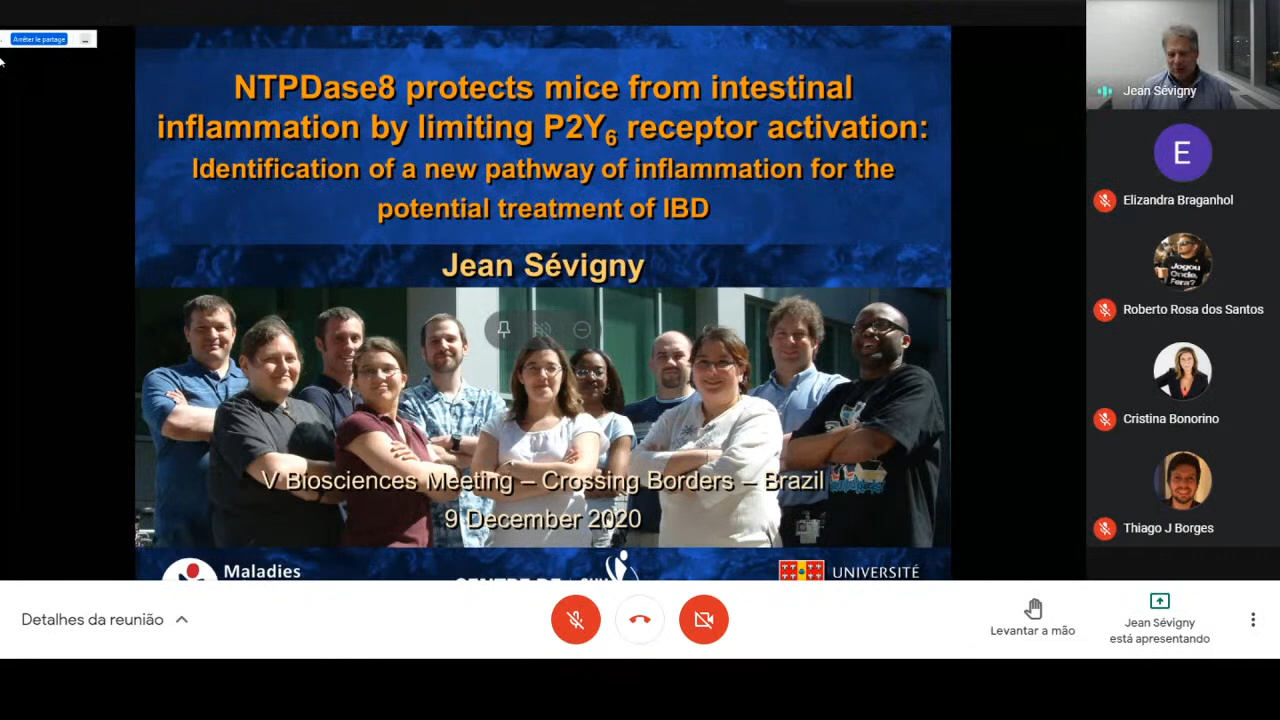 Arrêter le partage
NTPDase8 protects mice from intestinal
inflammation by limiting P2Y6 receptor activation:
Identification of a new pathway of inflammation for the
potential treatment of IBD
Jean Sévigny
V Biosciences Meeting – Crossing Borders – Brazil
9 December 2020
Maladies
UNIVERSITÉ
Jean Sévigny
E
Elizandra Braganhol
Jogou
Onde,
Fera?
Roberto Rosa dos Santos
Cristina Bonorino
Thiago J Borges
Detalhes da reunião
Levantar a mão
Jean Sévigny
está apresentando